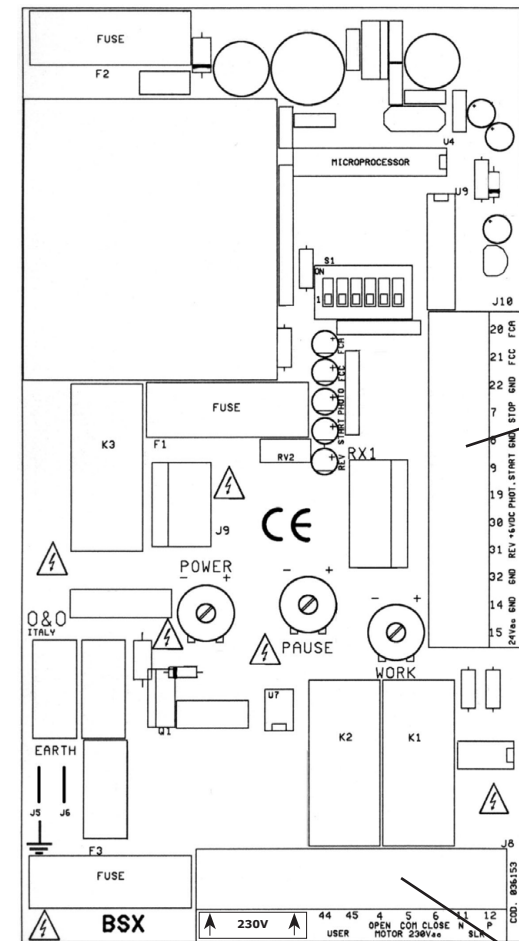 FUSE
F2
U4
MICROPROCESSOR
U9
S1
ON
1
J10
20 FCA
21 FCC
22 GND
7 STOP
8 GND
9 START
19 PHOT.
30 +6VDC
31 REV
32 GND
14 GND
15 24Vac
FCA
FCC
PHOTO
START
REV
FUSE
K3
F1
RV2
RX1
J9
CE
POWER
- +
PAUSE
- +
WORK
- +
O&O
ITALY
Q1
U7
K2
K1
EARTH
J5
J6
F3
J8
FUSE
BSX
230V
44 45 4 5 6 11 12
OPEN COM CLOSE N P
USER MOTOR 230Vac
COD. 036153